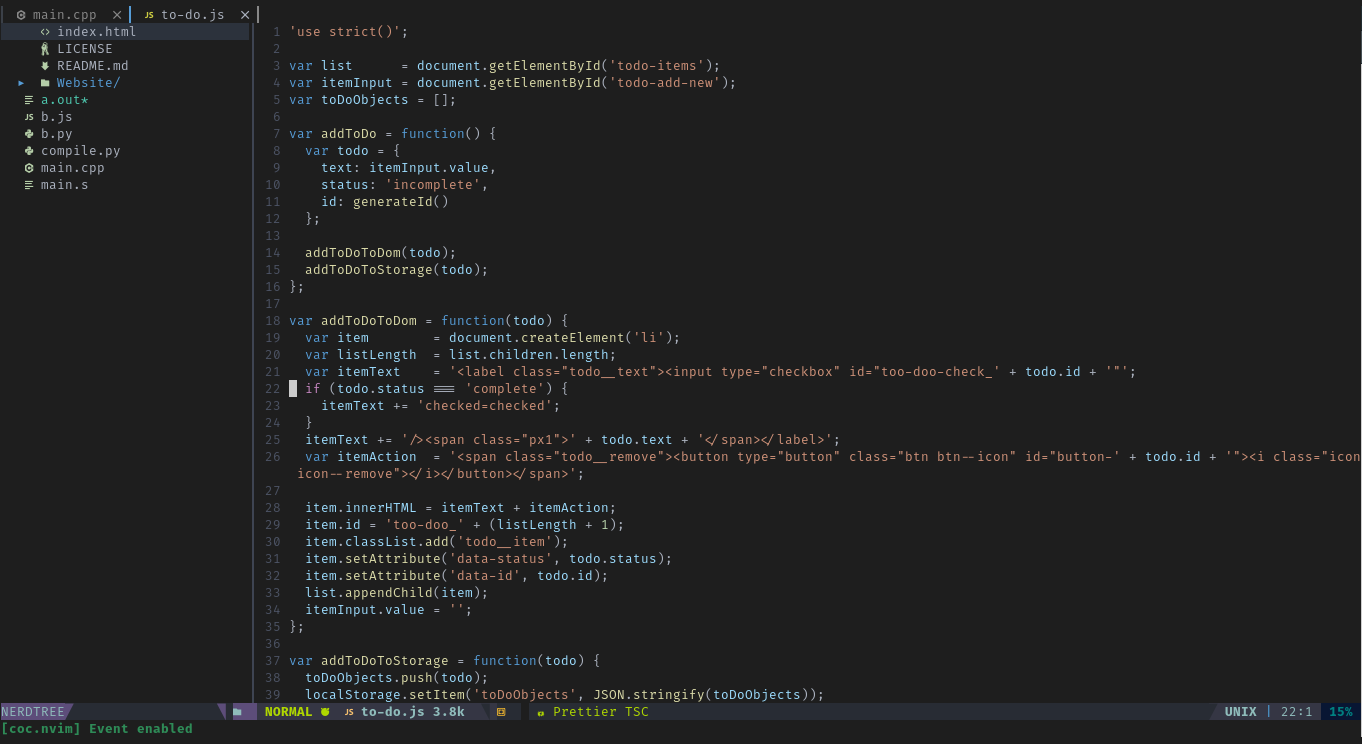 main.cpp ✕ JS to-do.js ✕
<> index.html
LICENSE
README.md
▸ Website/
a.out*
JS b.js
b.py
compile.py
main.cpp
main.s
1 'use strict()';
2
3 var list      = document.getElementById('todo-items');
4 var itemInput = document.getElementById('todo-add-new');
5 var toDoObjects = [];
6
7 var addToDo = function() {
8   var todo = {
9     text: itemInput.value,
10     status: 'incomplete',
11     id: generateId()
12   };
13
14   addToDoToDom(todo);
15   addToDoToStorage(todo);
16 };
17
18 var addToDoToDom = function(todo) {
19   var item        = document.createElement('li');
20   var listLength  = list.children.length;
21   var itemText    = '<label class="todo__text"><input type="checkbox" id="too-doo-check_' + todo.id + '"';
22   if (todo.status === 'complete') {
23     itemText += 'checked=checked';
24   }
25   itemText += '/><span class="px1">' + todo.text + '</span></label>';
26   var itemAction  = '<span class="todo__remove"><button type="button" class="btn btn--icon" id="button-' + todo.id + '"><i class="icon
icon--remove"></i></button></span>';
27
28   item.innerHTML = itemText + itemAction;
29   item.id = 'too-doo_' + (listLength + 1);
30   item.classList.add('todo__item');
31   item.setAttribute('data-status', todo.status);
32   item.setAttribute('data-id', todo.id);
33   list.appendChild(item);
34   itemInput.value = '';
35 };
36
37 var addToDoToStorage = function(todo) {
38   toDoObjects.push(todo);
39   localStorage.setItem('toDoObjects', JSON.stringify(toDoObjects));
NERDTREE NORMAL JS to-do.js 3.8k Prettier TSC UNIX | 22:1 15%
[coc.nvim] Event enabled